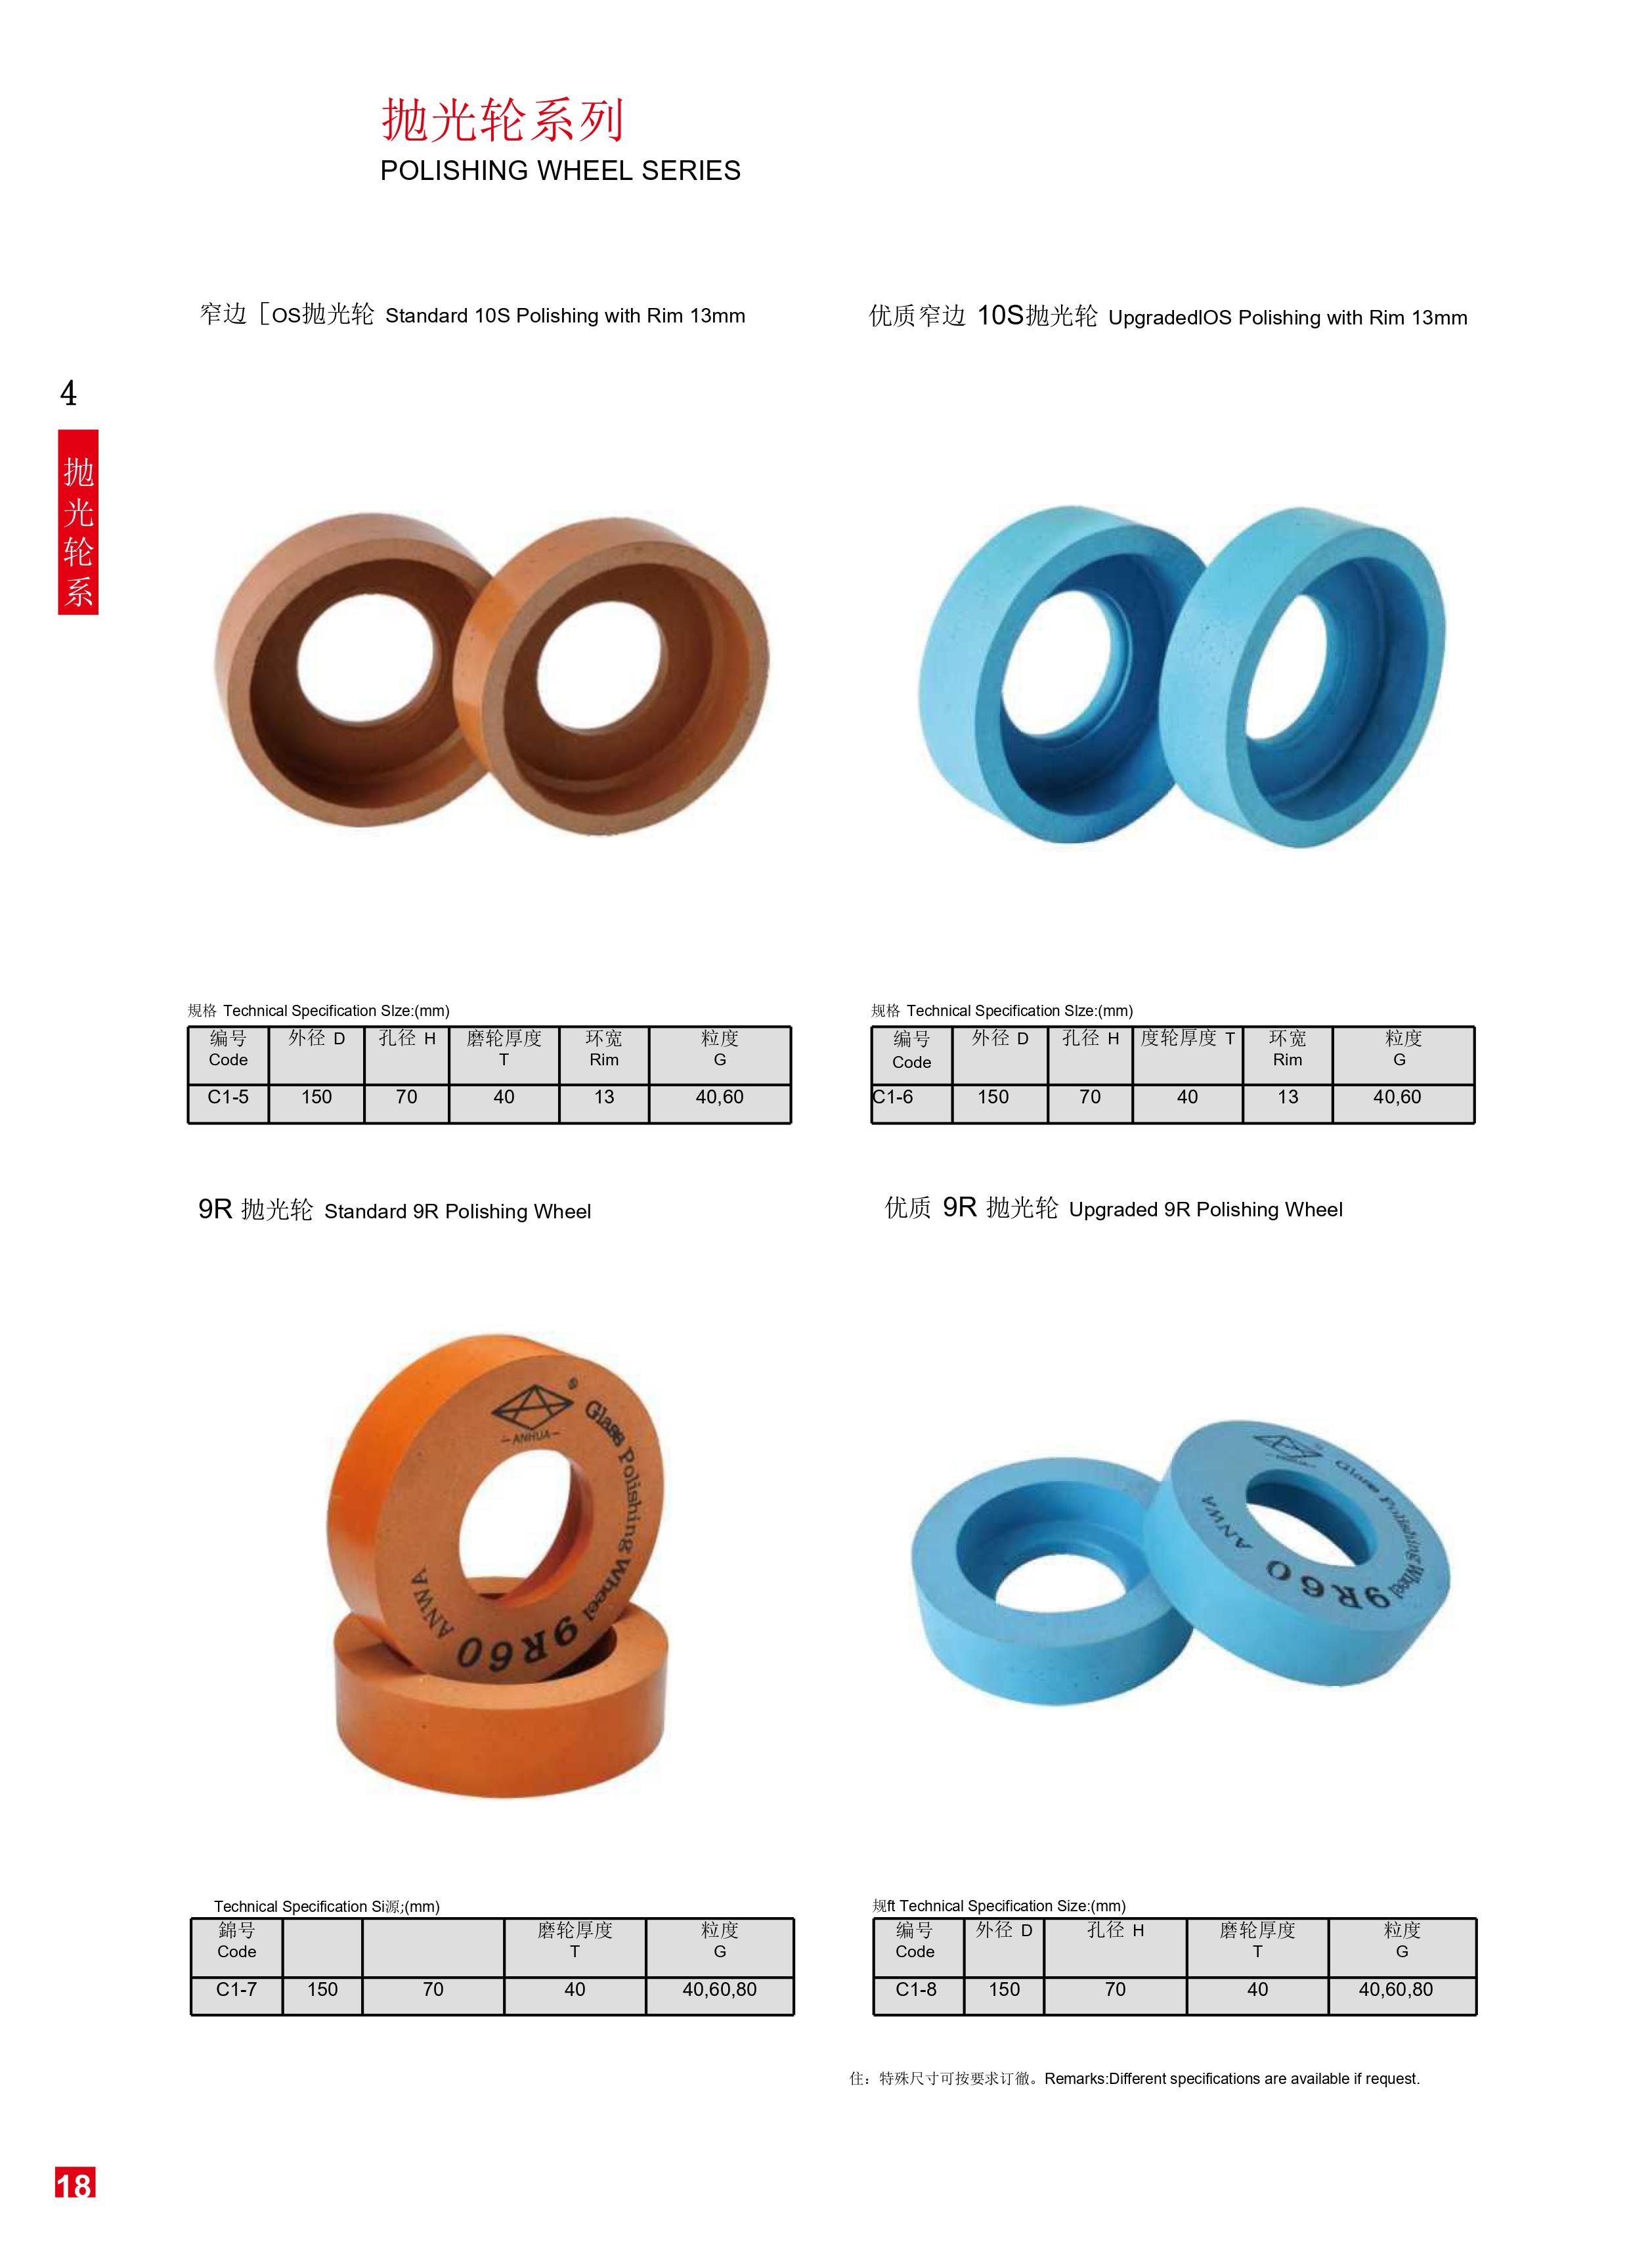 抛光轮系列
POLISHING WHEEL SERIES
窄边［OS抛光轮 Standard 10S Polishing with Rim 13mm
优质窄边 10S抛光轮 UpgradedlOS Polishing with Rim 13mm
4
抛
光
轮
系
規格 Technical Specification SIze:(mm)
编号 外径 D 孔径 H 磨轮厚度 环宽 粒度
Code T Rim G
C1-5 150 70 40 13 40,60
规格 Technical Specification SIze:(mm)
编号 外径 D 孔径 H 度轮厚度 T 环宽 粒度
Code Rim G
C1-6 150 70 40 13 40,60
9R 抛光轮 Standard 9R Polishing Wheel
优质 9R 抛光轮 Upgraded 9R Polishing Wheel
ANHUA
Glass Polishing Wheel
9R60
ANWA
ANHUA
Glass Polishing Wheel
9R60
ANWA
Technical Specification Si源;(mm)
錦号 磨轮厚度 粒度
Code T G
C1-7 150 70 40 40,60,80
规ft Technical Specification Size:(mm)
编号 外径 D 孔径 H 磨轮厚度 粒度
Code T G
C1-8 150 70 40 40,60,80
住：特殊尺寸可按要求订徹。Remarks:Different specifications are available if request.
18